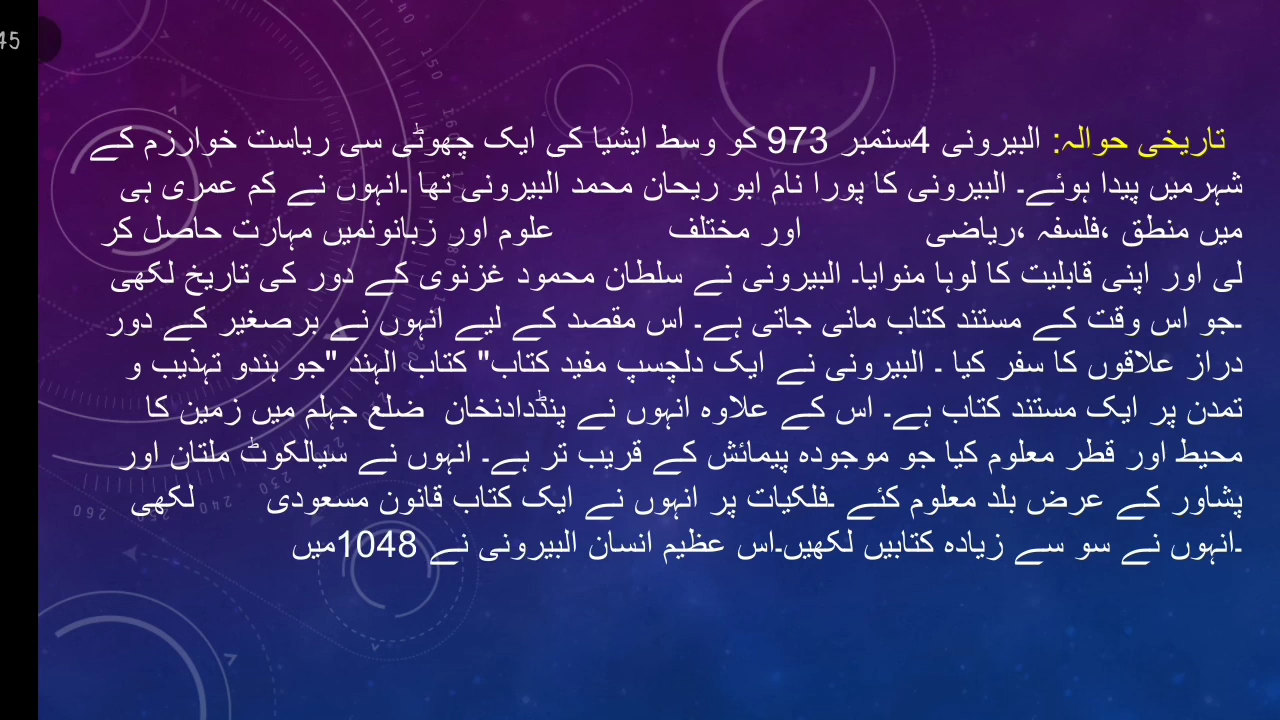 45
تاریخی حوالہ: البیرونی 4ستمبر 973 کو وسط ایشیا کی ایک چھوٹی سی ریاست خوارزم کے
شہرمیں پیدا ہوئے۔ البیرونی کا پورا نام ابو ریحان محمد البیرونی تھا ۔انہوں نے کم عمری ہی
میں منطق ،فلسفہ ،ریاضی اور مختلف علوم اور زبانونمیں مہارت حاصل کر
لی اور اپنی قابلیت کا لوہا منوایا۔ البیرونی نے سلطان محمود غزنوی کے دور کی تاریخ لکھی
۔جو اس وقت کے مستند کتاب مانی جاتی ہے۔ اس مقصد کے لیے انہوں نے برصغیر کے دور
دراز علاقوں کا سفر کیا ۔ البیرونی نے ایک دلچسپ مفید کتاب" کتاب الہند "جو ہندو تہذیب و
تمدن پر ایک مستند کتاب ہے۔ اس کے علاوہ انہوں نے پنڈدادنخان ضلع جہلم میں زمین کا
محیط اور قطر معلوم کیا جو موجودہ پیمائش کے قریب تر ہے۔ انہوں نے سیالکوٹ ملتان اور
پشاور کے عرض بلد معلوم کئے ۔فلکیات پر انہوں نے ایک کتاب قانون مسعودی لکھی
۔انہوں نے سو سے زیادہ کتابیں لکھیں۔اس عظیم انسان البیرونی نے 1048میں